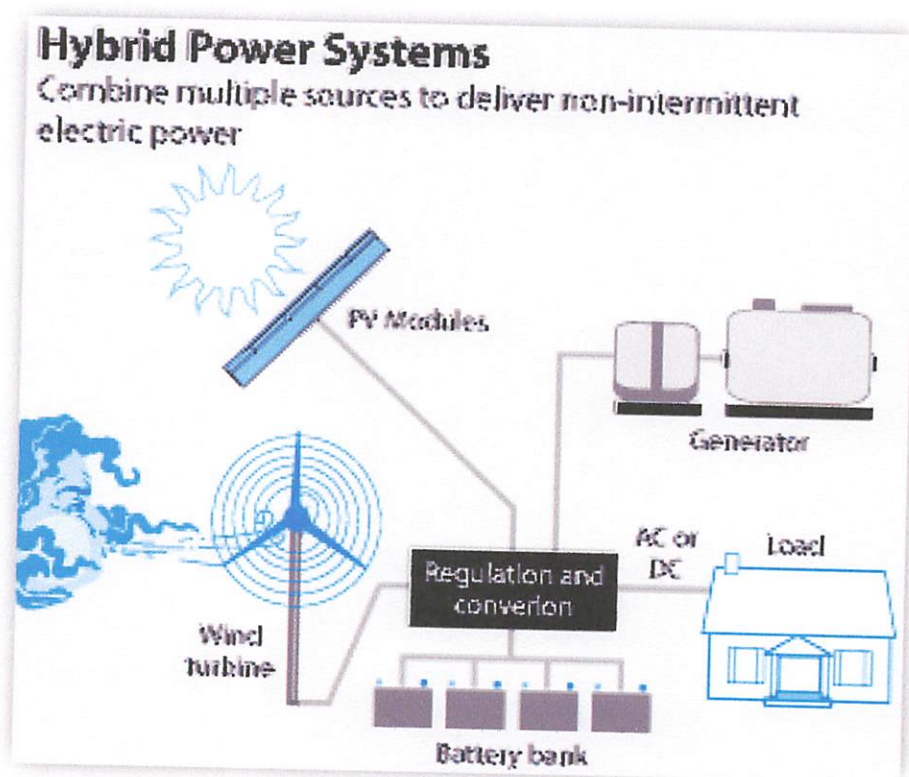 Hybrid Power Systems
Combine multiple sources to deliver non-intermittent
electric power
PV Modules
Generator
AC or
DC
Load
Regulation and
converion
Wind
turbine
Battery bank